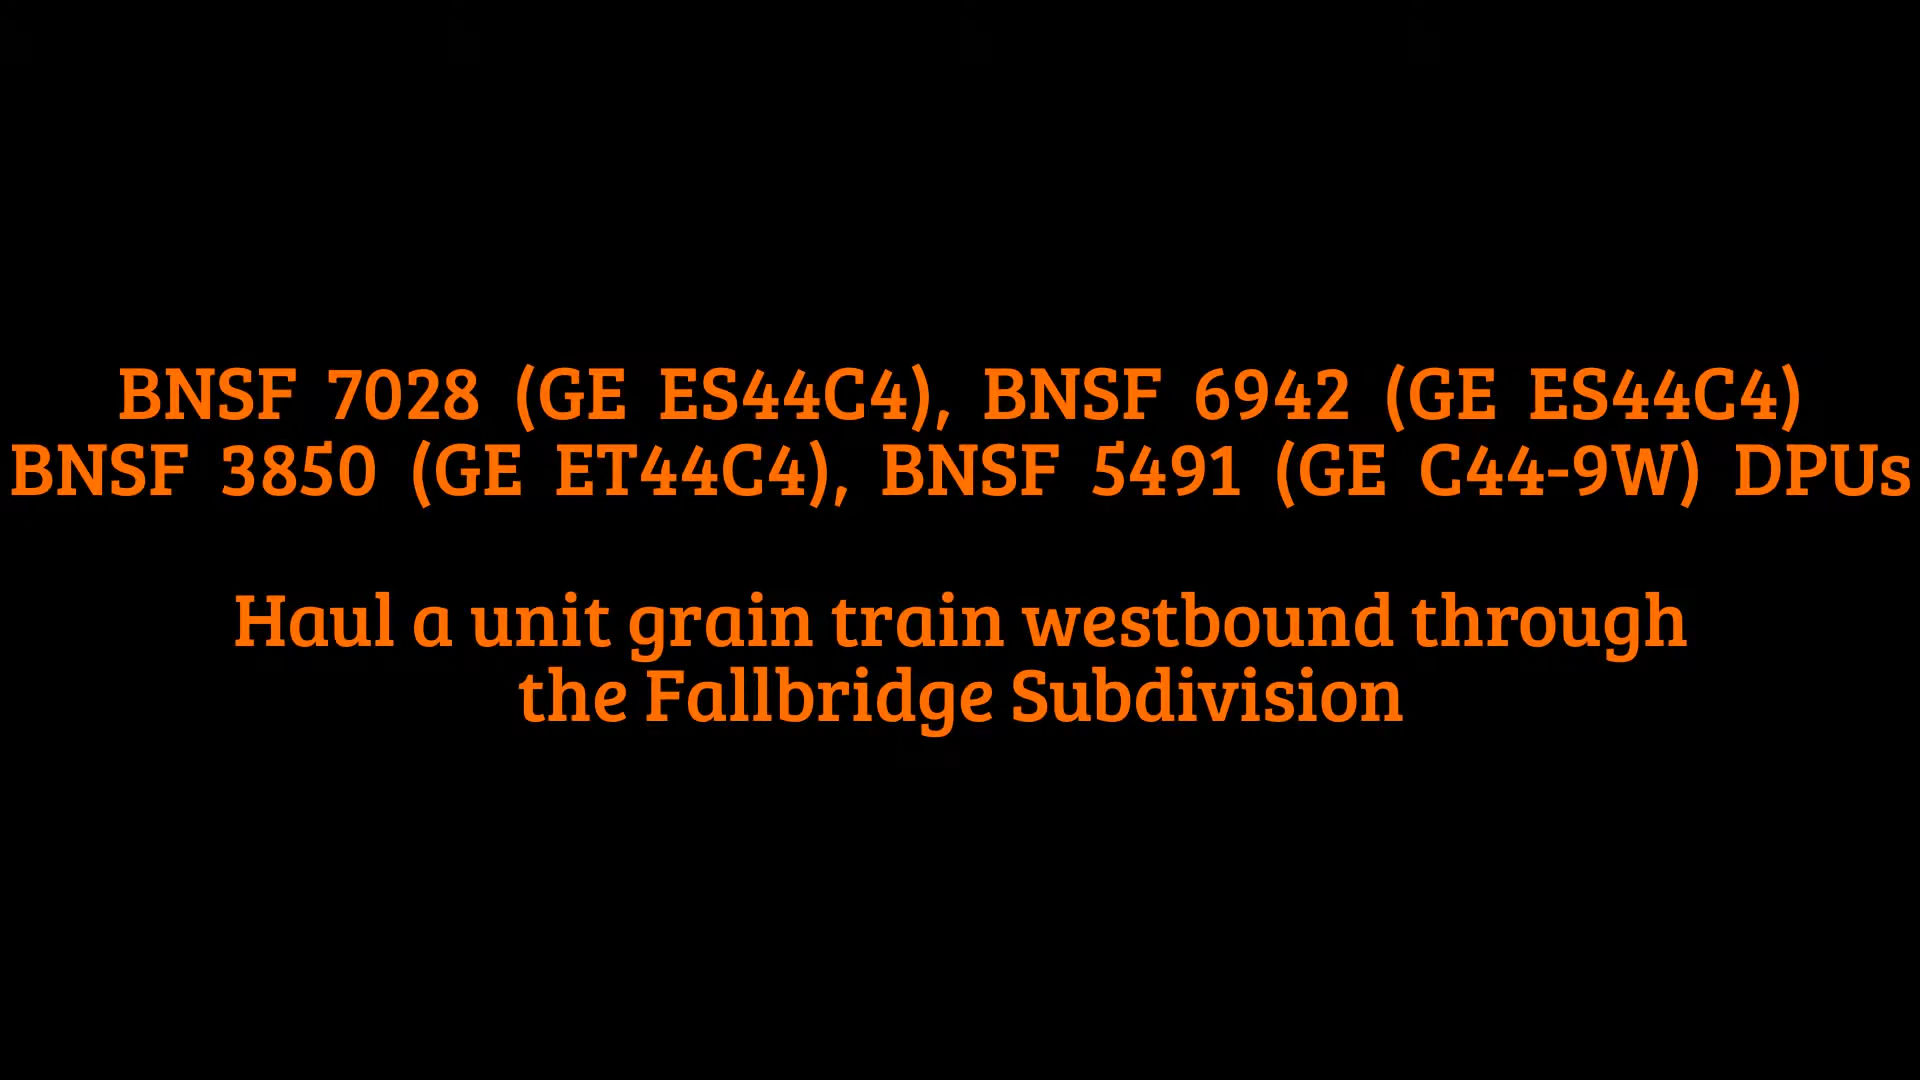 BNSF 7028 (GE ES44C4), BNSF 6942 (GE ES44C4)
BNSF 3850 (GE ET44C4), BNSF 5491 (GE C44-9W) DPUs
Haul a unit grain train westbound through
the Fallbridge Subdivision